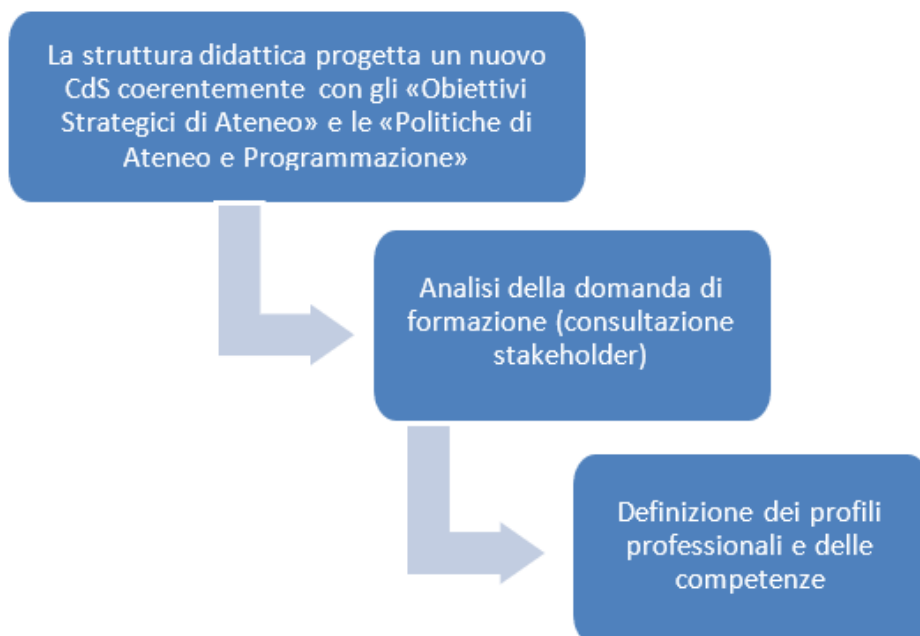 La struttura didattica progetta un nuovo
CdS coerentemente con gli «Obiettivi
Strategici di Ateneo» e le «Politiche di
Ateneo e Programmazione»
Analisi della domanda di
formazione (consultazione
stakeholder)
Definizione dei profili
professionali e delle
competenze